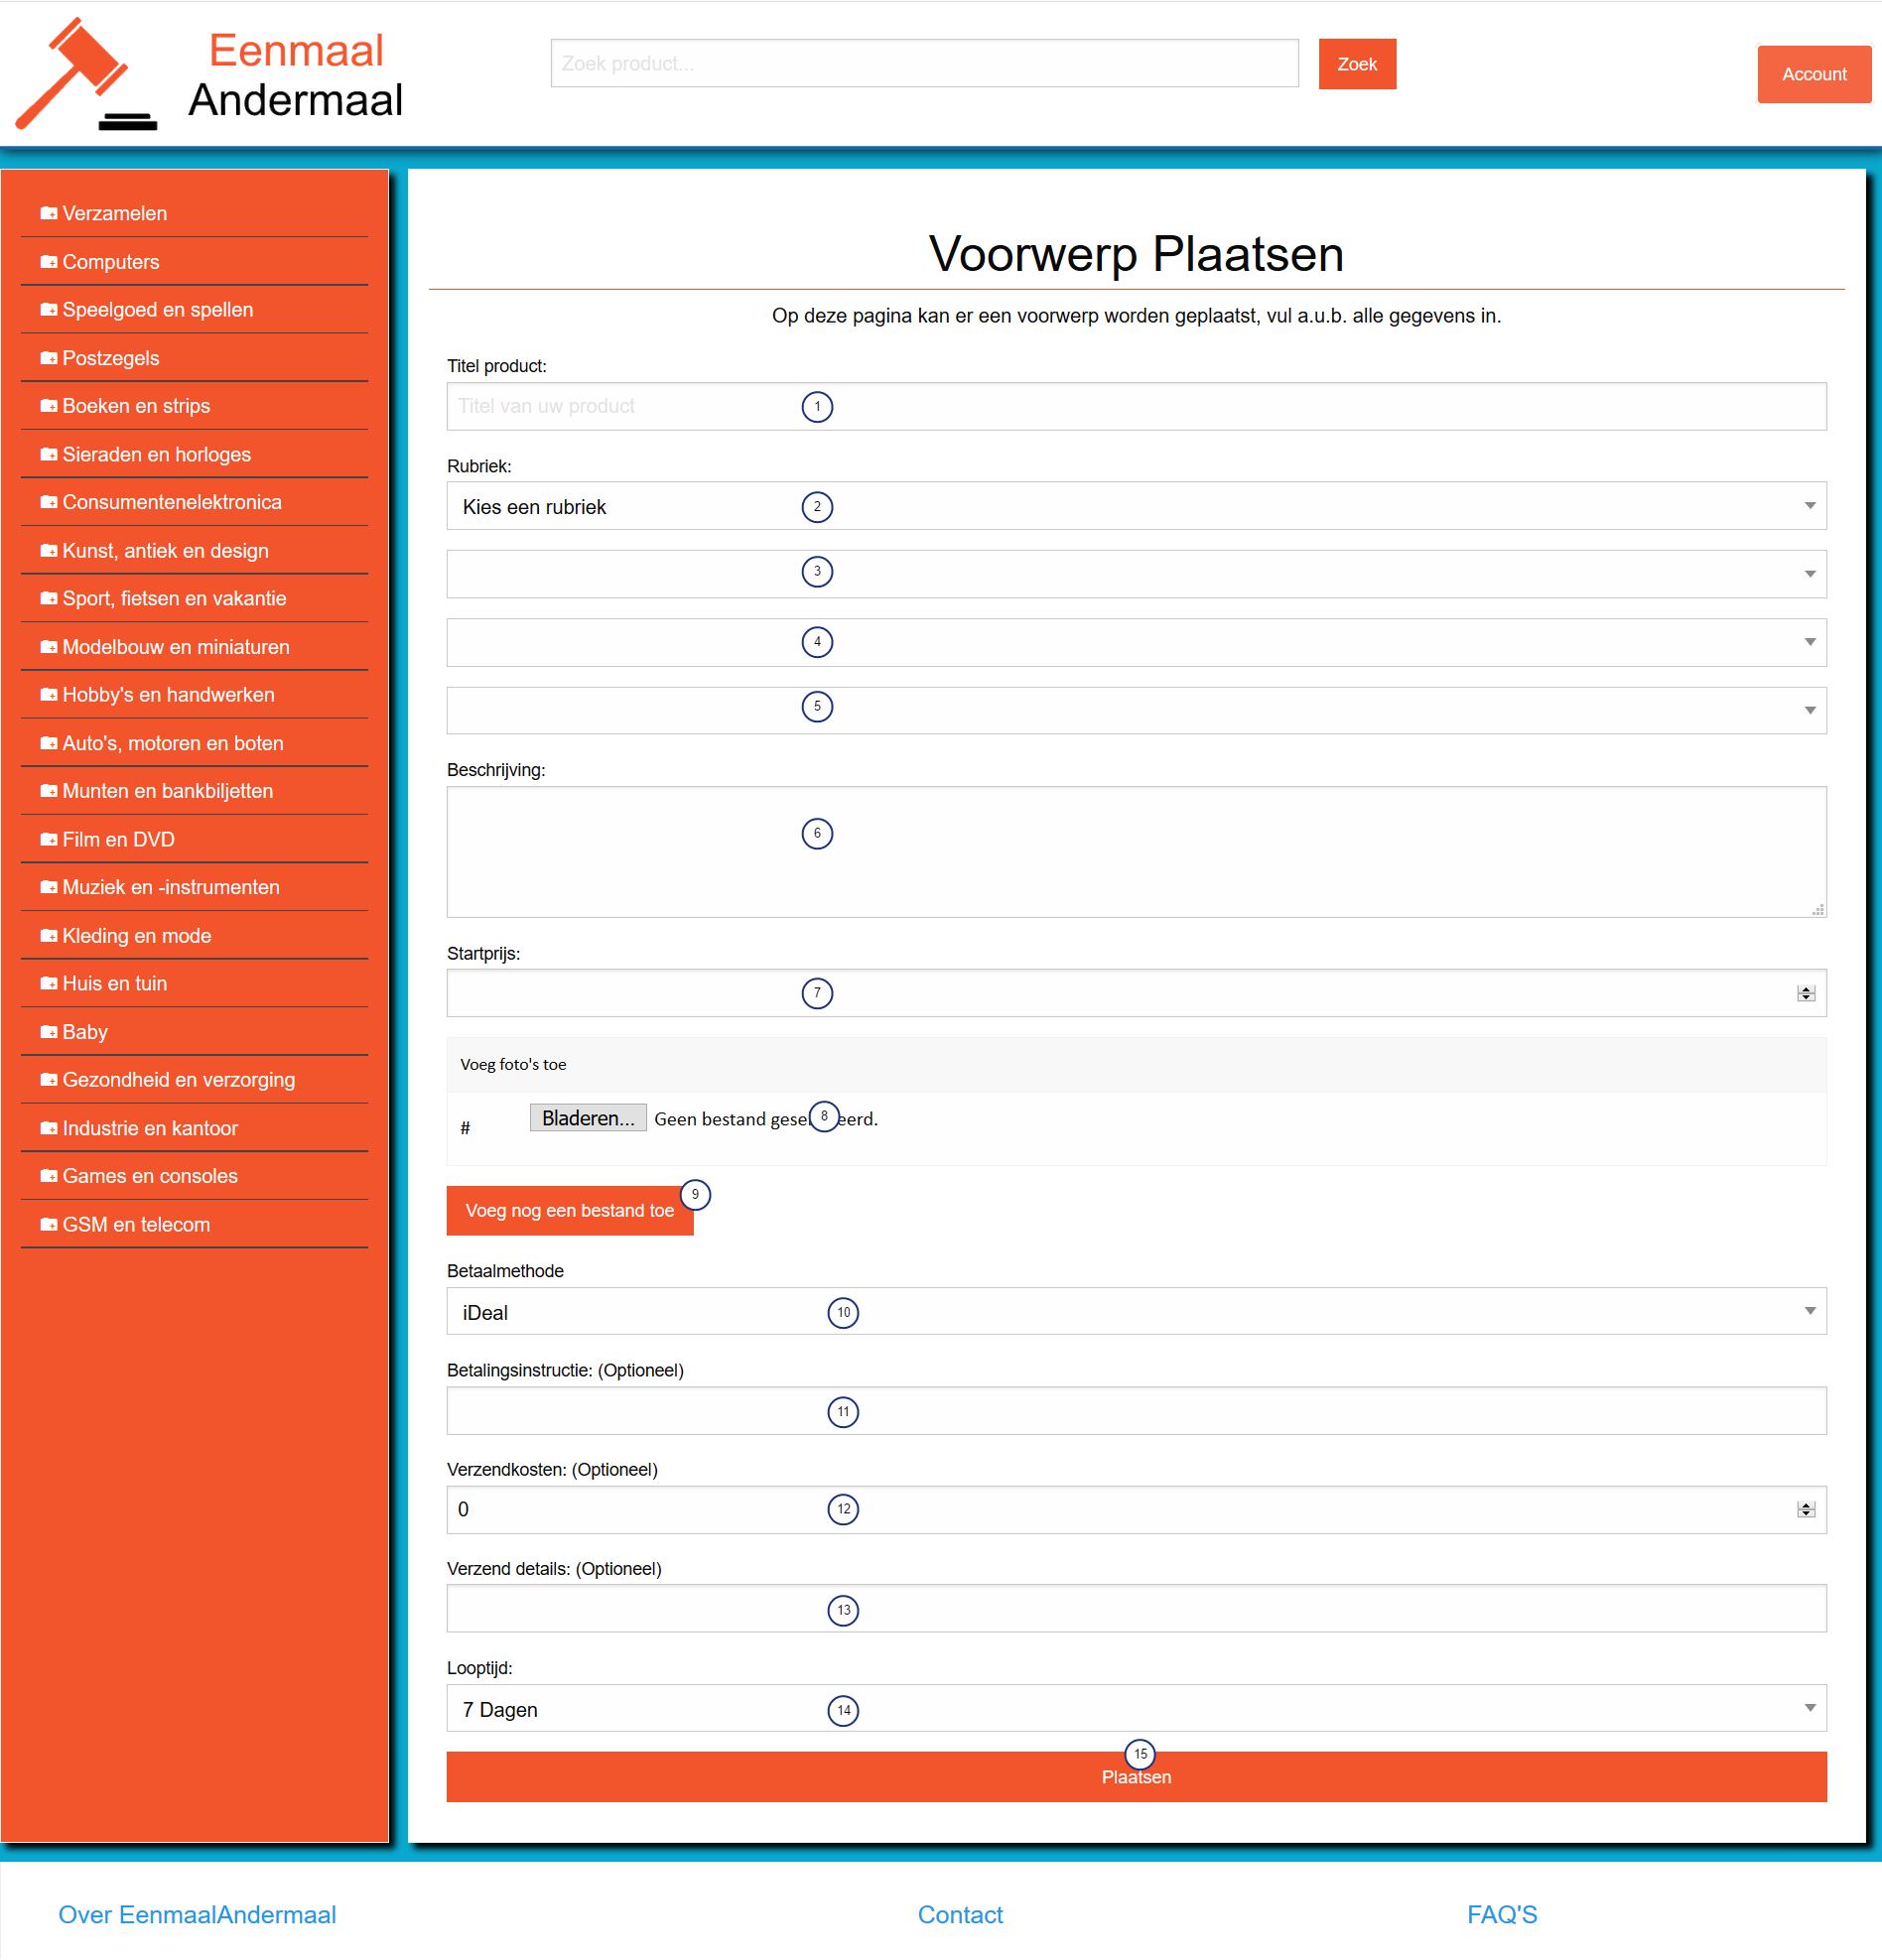 Eenmaal
Andermaal
Zoek product...
Zoek
Account
Verzamelen
Computers
Speelgoed en spellen
Postzegels
Boeken en strips
Sieraden en horloges
Consumentenelektronica
Kunst, antiek en design
Sport, fietsen en vakantie
Modelbouw en miniaturen
Hobby's en handwerken
Auto's, motoren en boten
Munten en bankbiljetten
Film en DVD
Muziek en -instrumenten
Kleding en mode
Huis en tuin
Baby
Gezondheid en verzorging
Industrie en kantoor
Games en consoles
GSM en telecom
Voorwerp Plaatsen
Op deze pagina kan er een voorwerp worden geplaatst, vul a.u.b. alle gegevens in.
Titel product:
Titel van uw product 1
Rubriek:
Kies een rubriek 2
3
4
5
Beschrijving:
6
Startprijs:
7
Voeg foto's toe
# Bladeren... Geen bestand gese 8 eerd.
9
Voeg nog een bestand toe
Betaalmethode
iDeal 10
Betalingsinstructie: (Optioneel)
11
Verzendkosten: (Optioneel)
0 12
Verzend details: (Optioneel)
13
Looptijd:
7 Dagen 14
15
Plaatsen
Over EenmaalAndermaal
Contact
FAQ'S